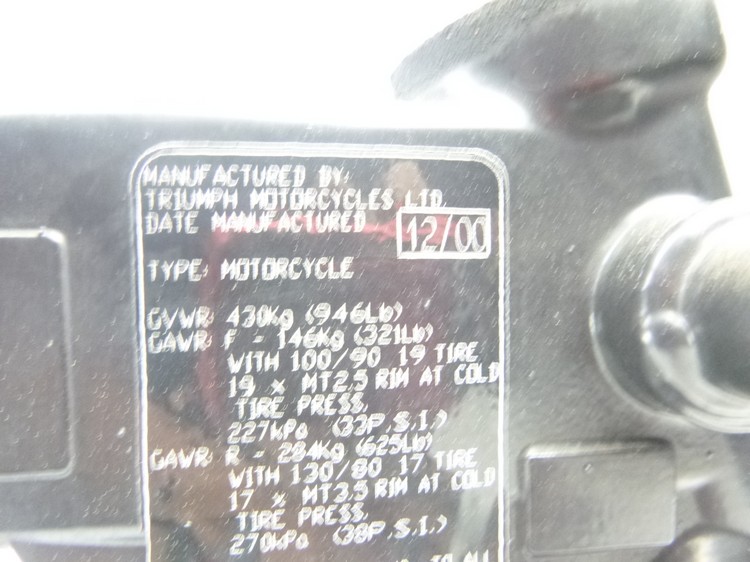 MANUFACTURED BY:
TRIUMPH MOTORCYCLES LTD.
DATE MANUFACTURED 12/00
TYPE: MOTORCYCLE
GVWR: 430Kg (946Lb)
GAWR: F - 146Kg (321Lb)
WITH 100/90 19 TIRE
19 x MT2.5 RIM AT COLD
TIRE PRESS.
227kPa (33P.S.I.)
GAWR: R - 284Kg (625Lb)
WITH 130/80 17 TIRE
17 x MT3.5 RIM AT COLD
TIRE PRESS.
270kPa (38P.S.I.)
TO ALL